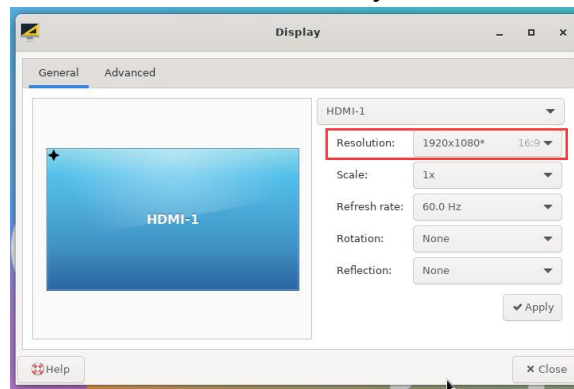 Display
General Advanced
HDMI-1
HDMI-1
Resolution: 1920x1080* 16:9
Scale: 1x
Refresh rate: 60.0 Hz
Rotation: None
Reflection: None
Apply
Help
Close